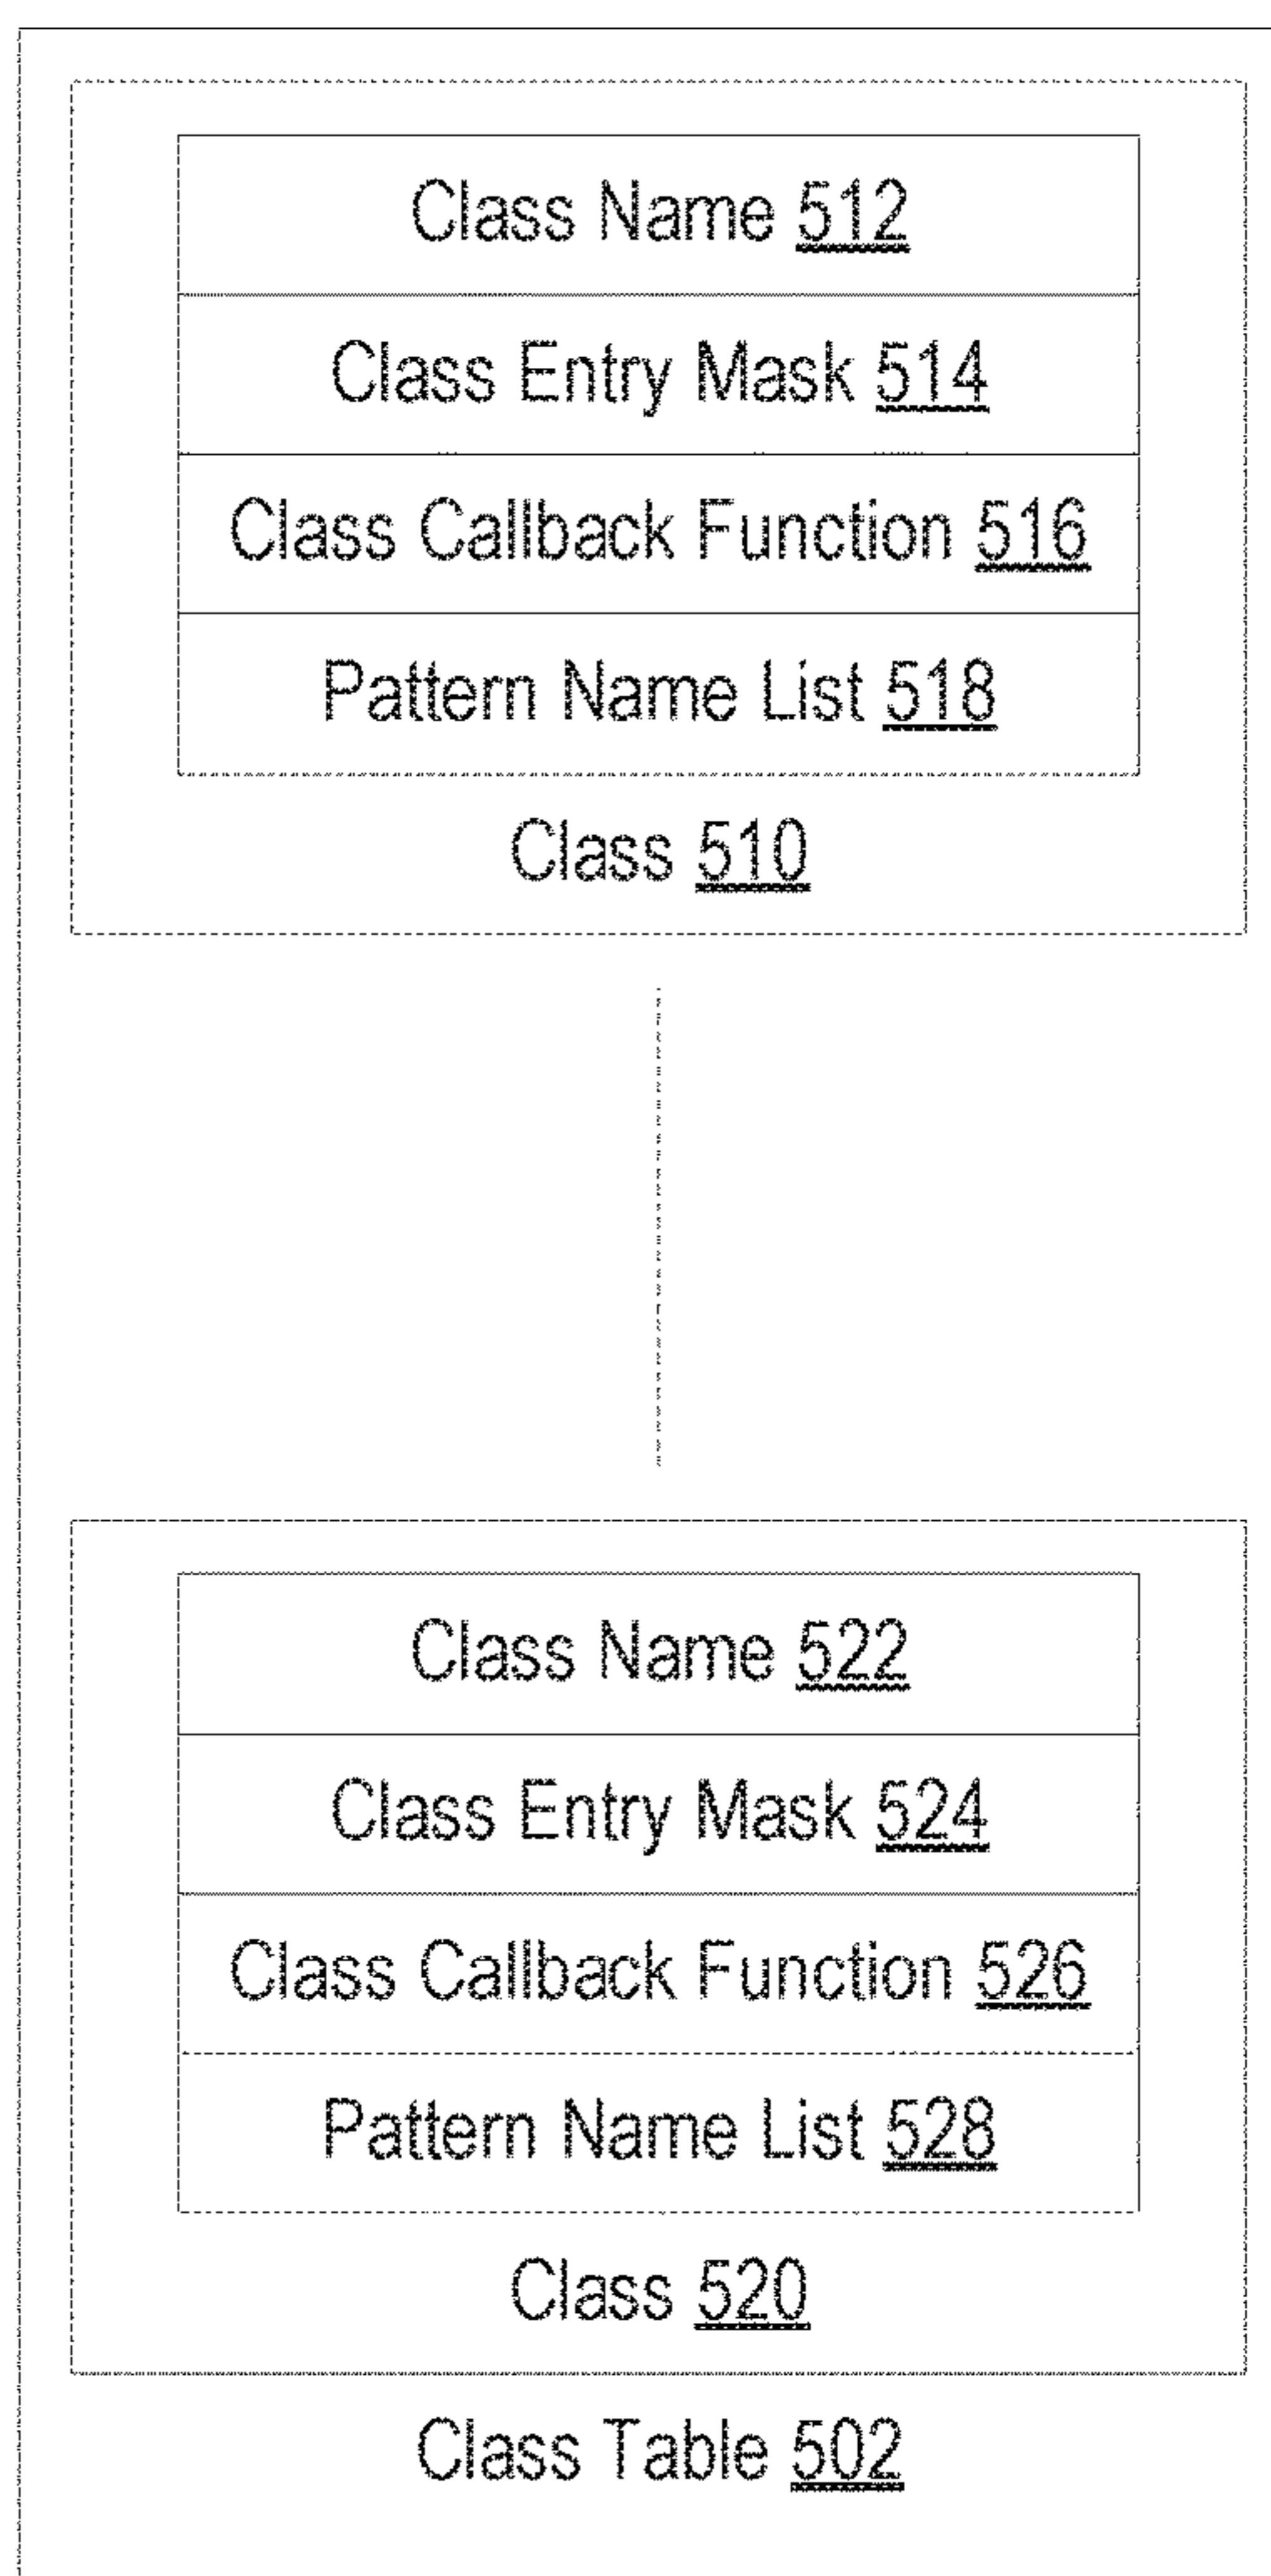 Class Name 512
Class Entry Mask 514
Class Callback Function 516
Pattern Name List 518
Class 510
Class Name 522
Class Entry Mask 524
Class Callback Function 526
Pattern Name List 528
Class 520
Class Table 502